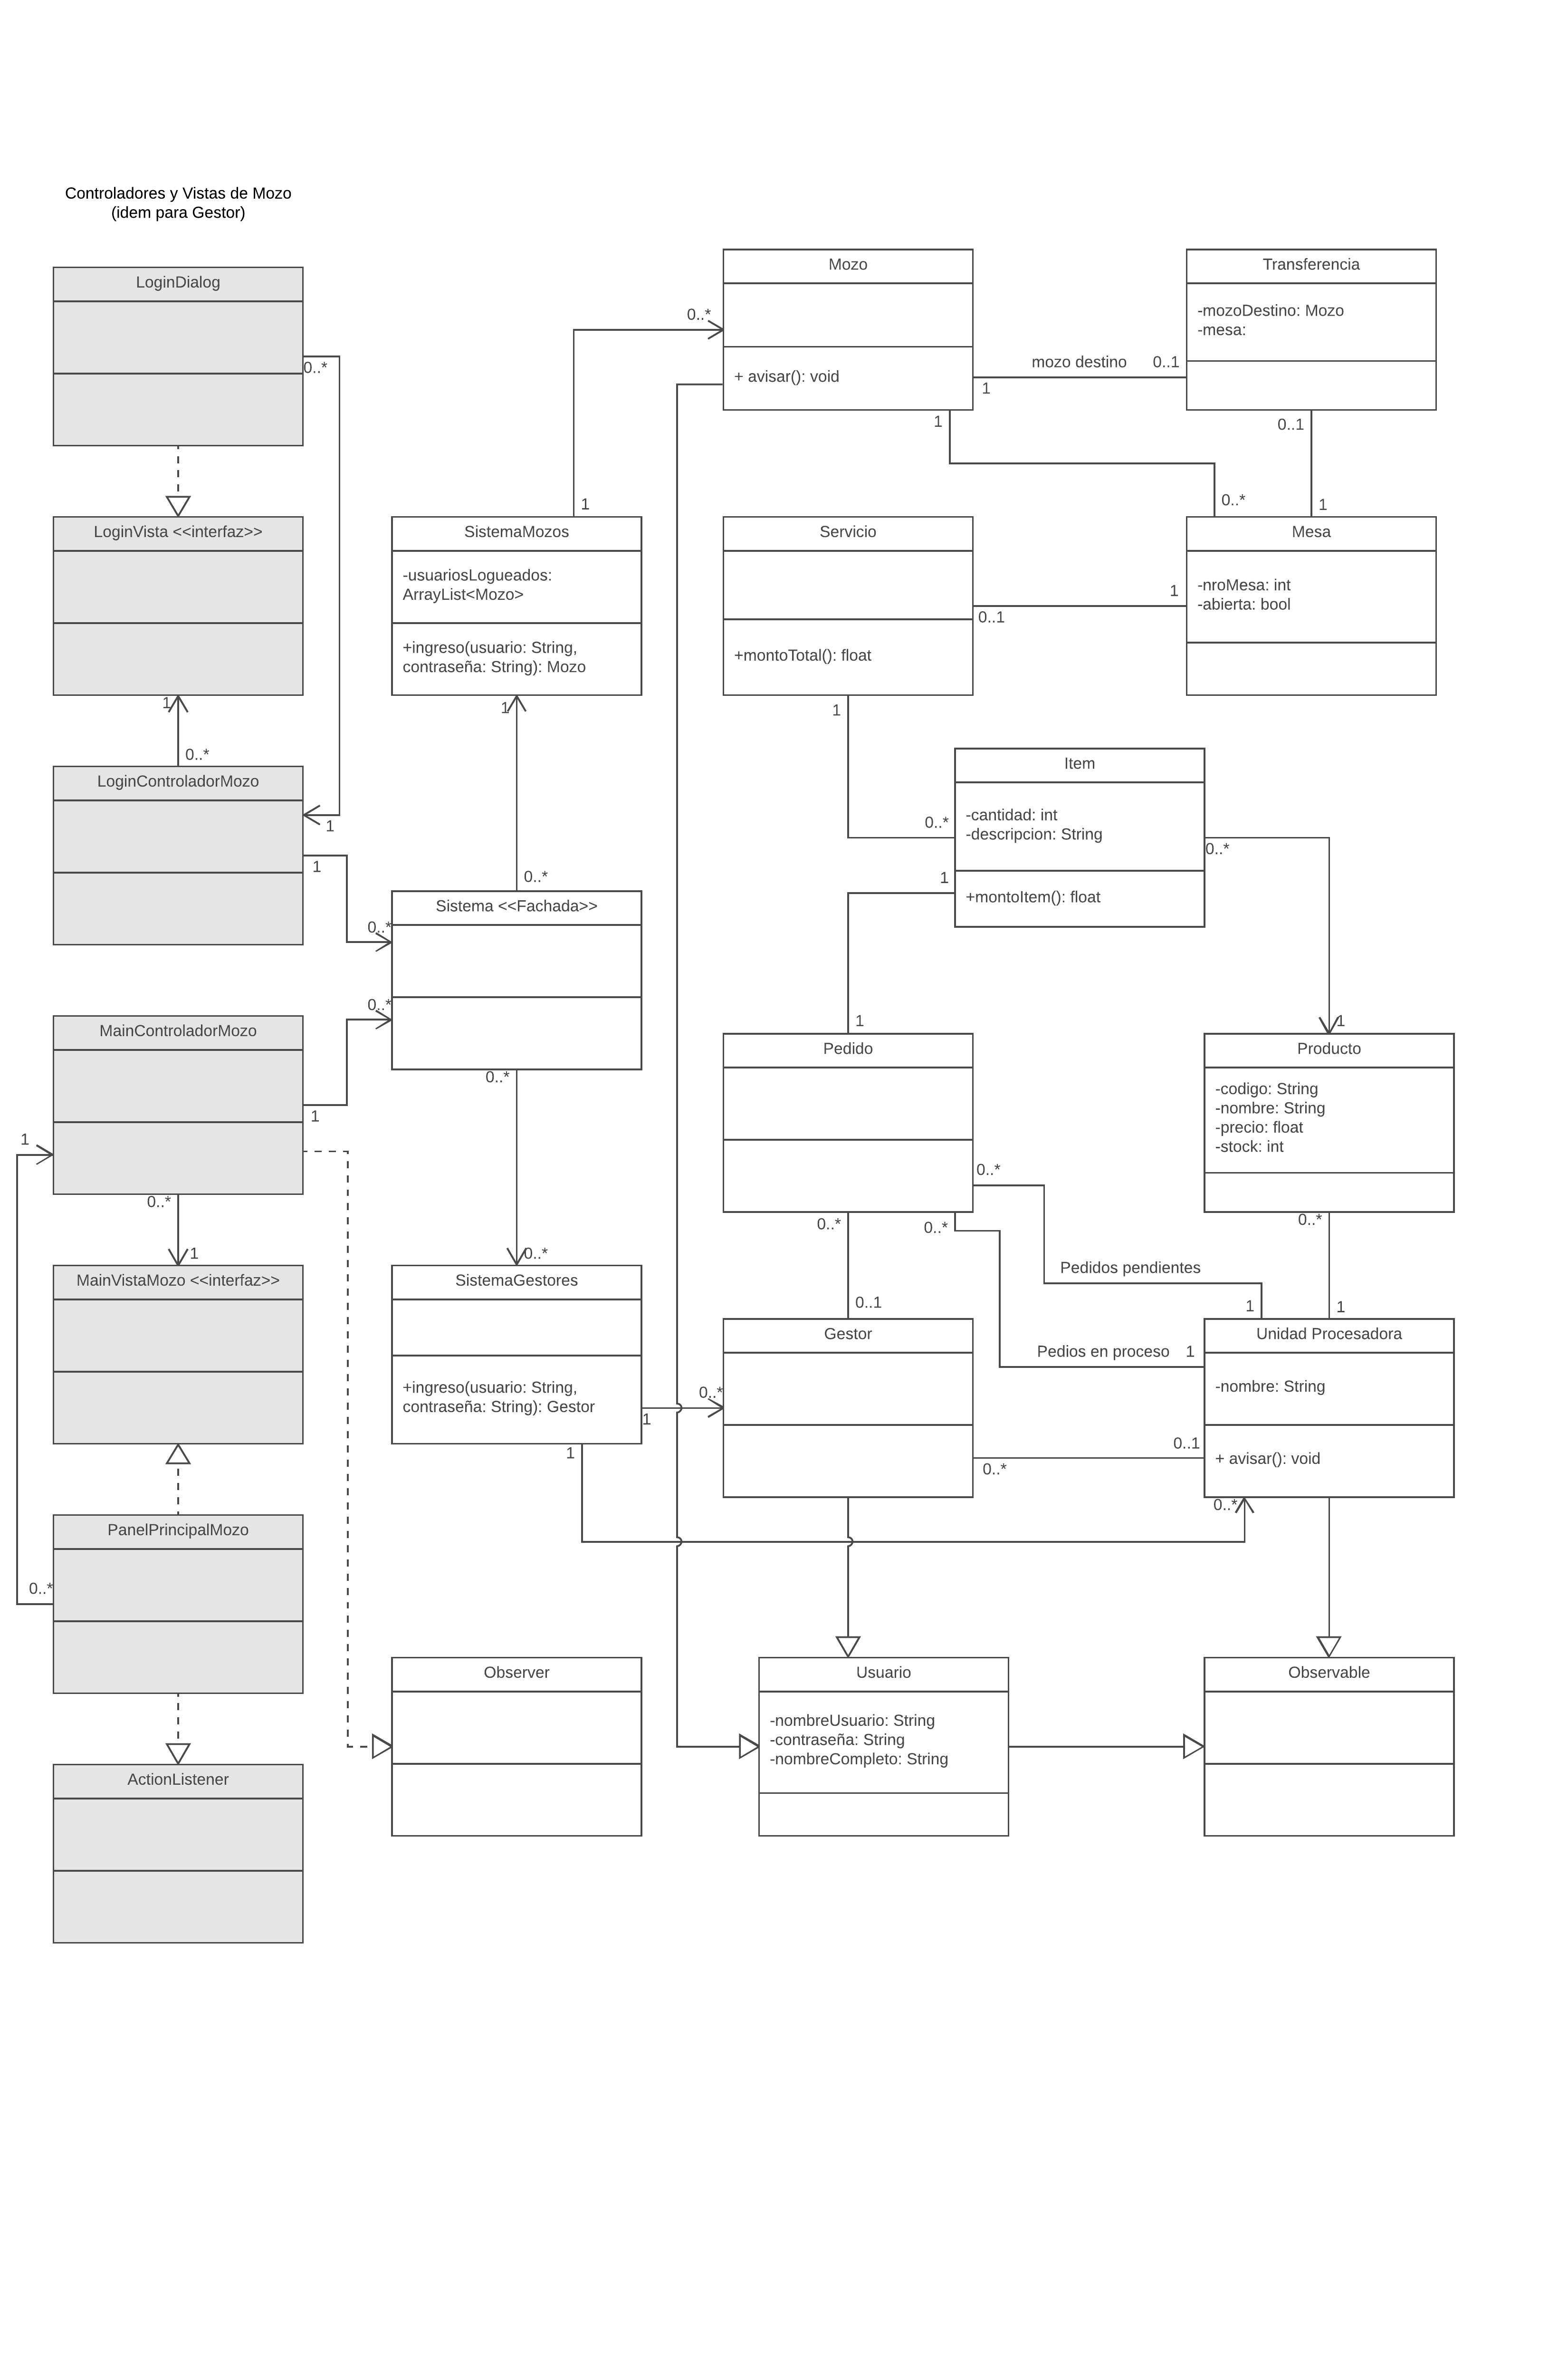 Controladores y Vistas de Mozo
(idem para Gestor)
LoginDialog
0..*
LoginVista <<interfaz>>
1
0..*
LoginControladorMozo
1
1
MainControladorMozo
1
1
0..*
1
MainVistaMozo <<interfaz>>
PanelPrincipalMozo
0..*
ActionListener
SistemaMozos
-usuariosLogueados:
ArrayList<Mozo>
+ingreso(usuario: String,
contraseña: String): Mozo
1
0..*
1
0..*
Sistema <<Fachada>>
0..*
0..*
0..*
0..*
SistemaGestores
+ingreso(usuario: String,
contraseña: String): Gestor
1
0..*
1
0..*
Observer
Mozo
+ avisar(): void
1
mozo destino
0..1
1
0..*
Transferencia
-mozoDestino: Mozo
-mesa:
0..1
1
Servicio
+montoTotal(): float
0..1
1
Mesa
-nroMesa: int
-abierta: bool
1
0..*
Item
-cantidad: int
-descripcion: String
+montoItem(): float
0..*
1
1
1
Pedido
0..*
0..*
0..*
Producto
-codigo: String
-nombre: String
-precio: float
-stock: int
0..*
1
Pedidos pendientes
1
0..1
Gestor
Pedios en proceso
1
0..*
0..1
Unidad Procesadora
-nombre: String
+ avisar(): void
Usuario
-nombreUsuario: String
-contraseña: String
-nombreCompleto: String
Observable